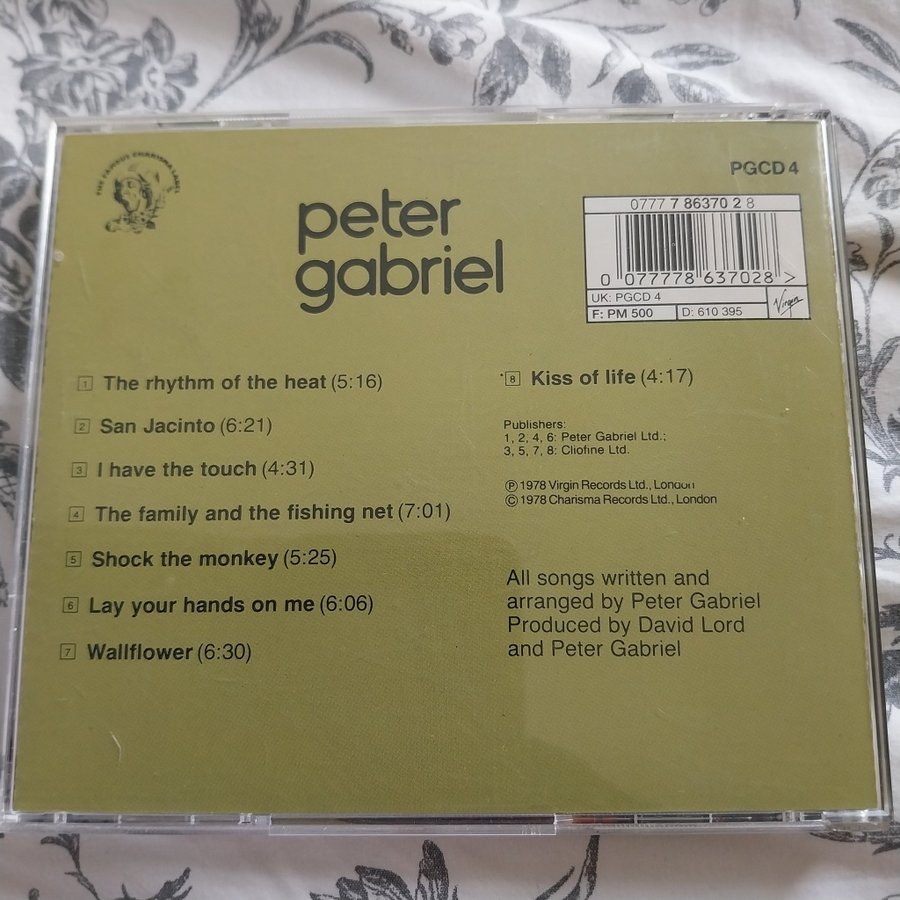 THE FAMOUS CHARISMA LABEL
PGCD 4
peter
gabriel
0777 7 86370 2 8
0 077778 637028 >
UK: PGCD 4
F: PM 500
D: 610 395
Virgin
1 The rhythm of the heat (5:16)
2 San Jacinto (6:21)
3 I have the touch (4:31)
4 The family and the fishing net (7:01)
5 Shock the monkey (5:25)
6 Lay your hands on me (6:06)
7 Wallflower (6:30)
*8 Kiss of life (4:17)
Publishers:
1, 2, 4, 6: Peter Gabriel Ltd.;
3, 5, 7, 8: Cliofine Ltd.
℗ 1978 Virgin Records Ltd., London
© 1978 Charisma Records Ltd., London
All songs written and
arranged by Peter Gabriel
Produced by David Lord
and Peter Gabriel